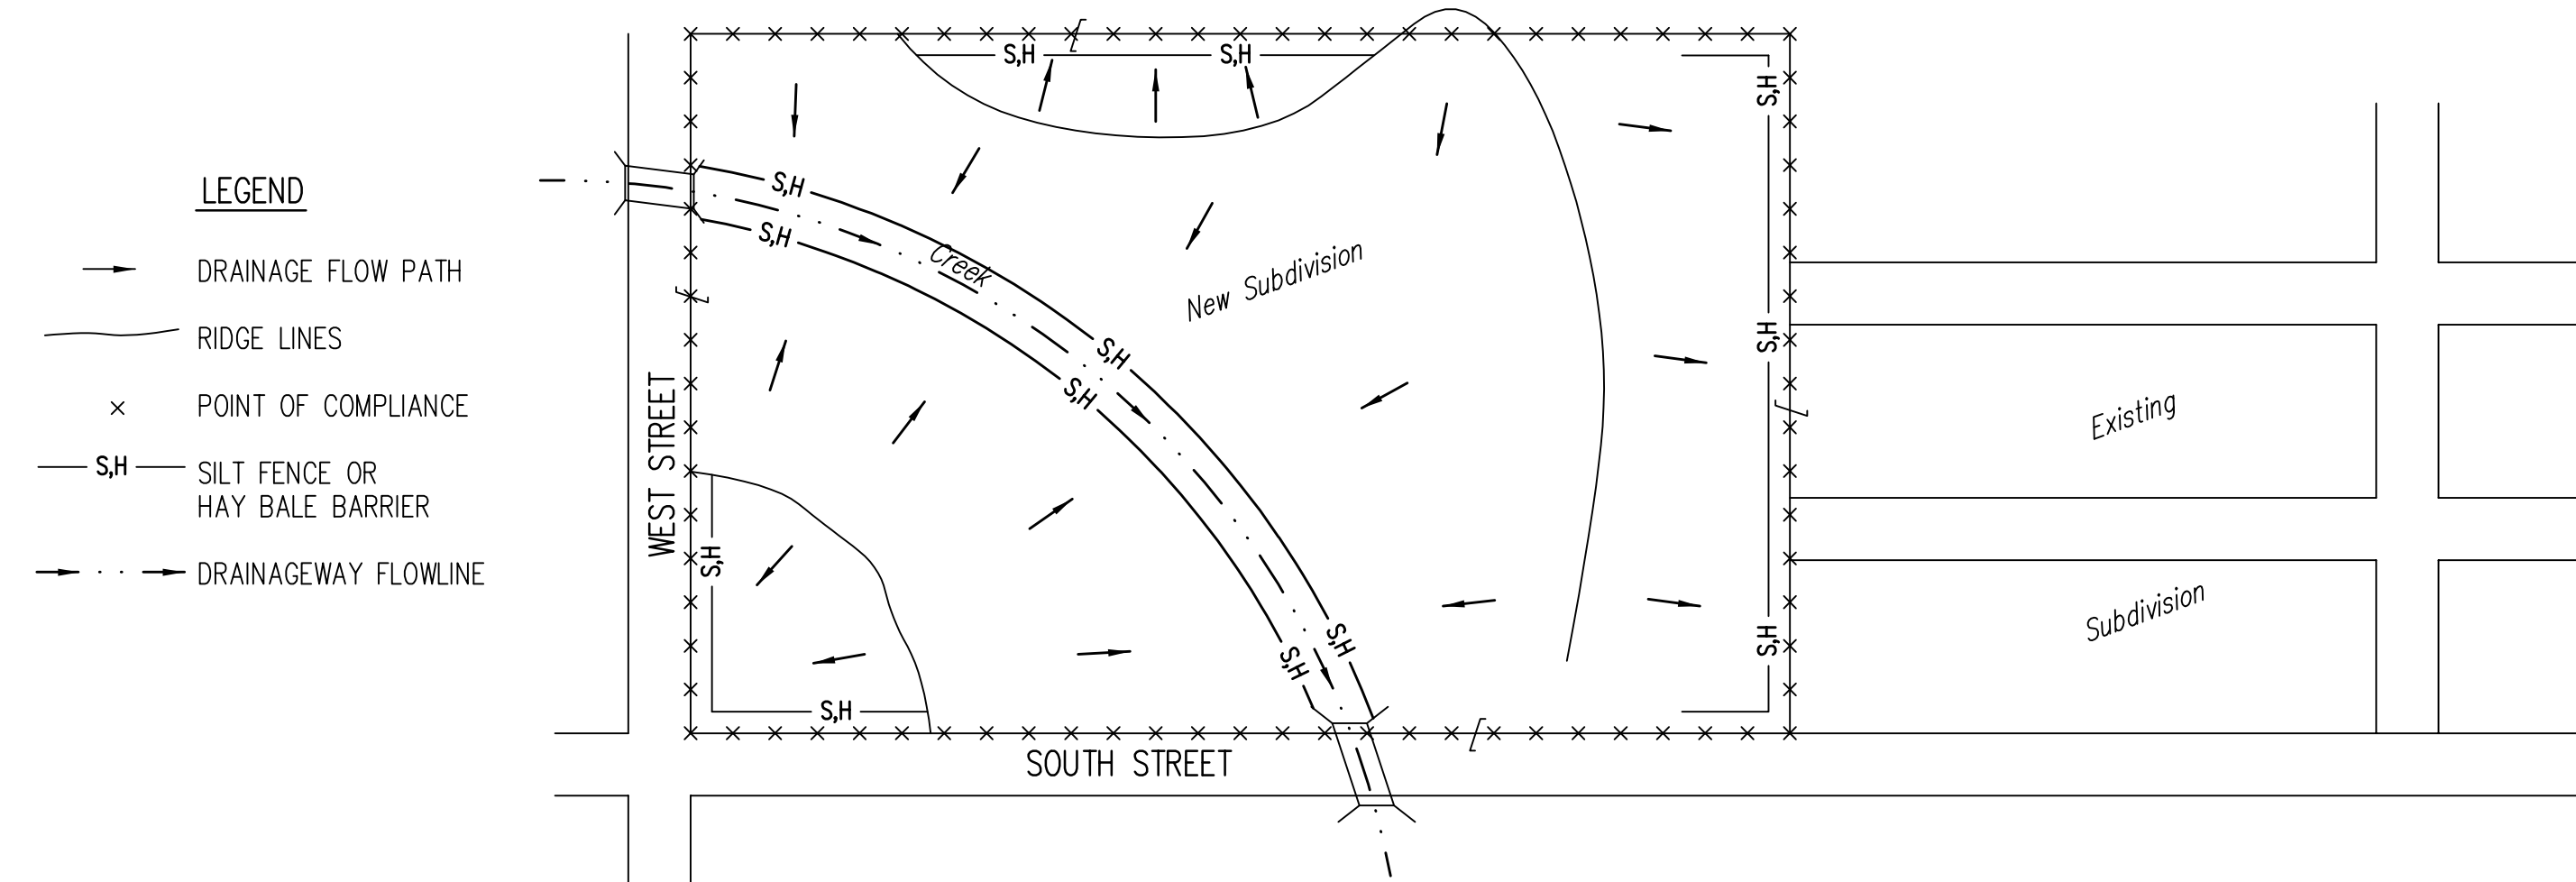 LEGEND
DRAINAGE FLOW PATH
RIDGE LINES
POINT OF COMPLIANCE
S,H
SILT FENCE OR
HAY BALE BARRIER
DRAINAGEWAY FLOWLINE
S,H
S,H
S,H
S,H
S,H
Creek
New Subdivision
S,H
S,H
S,H
WEST STREET
Existing
S,H
Subdivision
S,H
S,H
S,H
S,H
SOUTH STREET